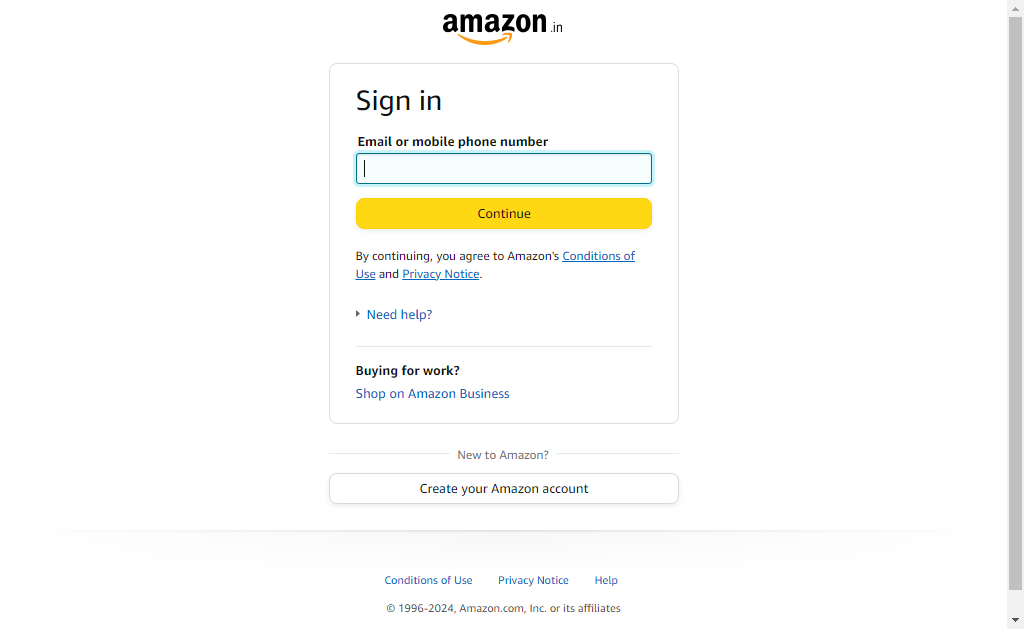 amazon.in
Sign in
Email or mobile phone number
Continue
By continuing, you agree to Amazon's Conditions of
Use and Privacy Notice.
Need help?
Buying for work?
Shop on Amazon Business
New to Amazon?
Create your Amazon account
Conditions of Use Privacy Notice Help
© 1996-2024, Amazon.com, Inc. or its affiliates